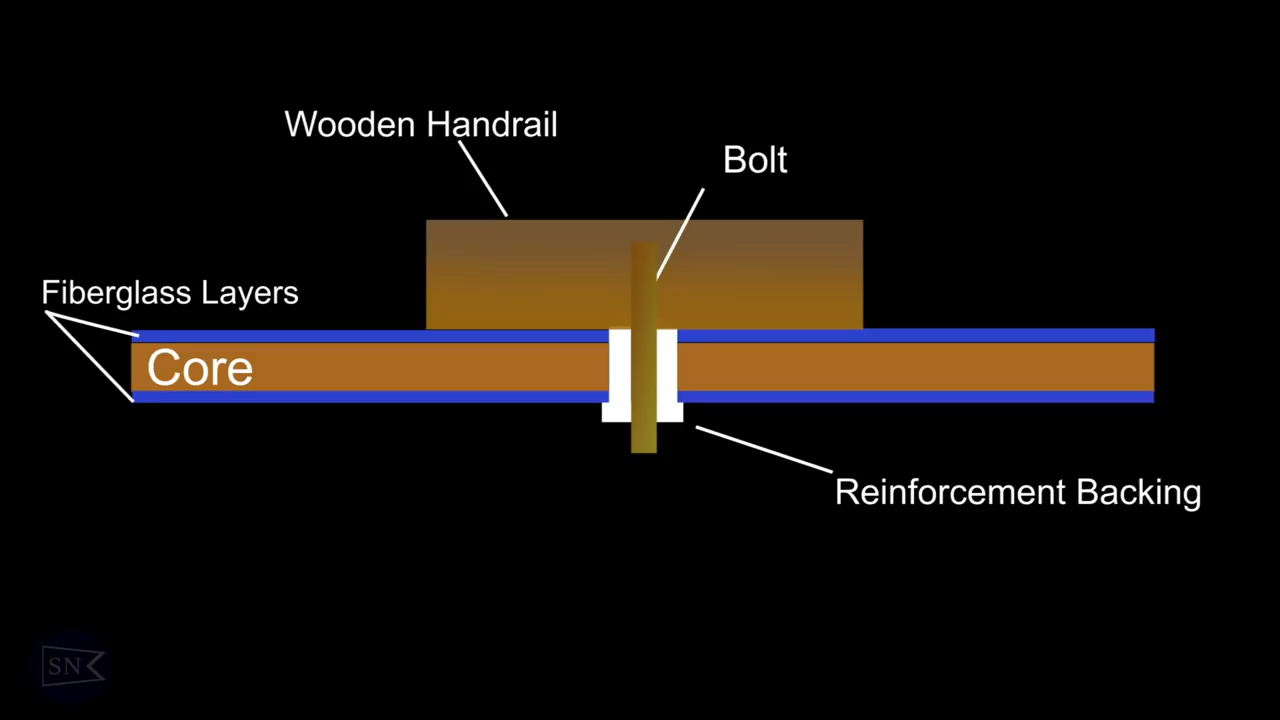 Wooden Handrail
Bolt
Fiberglass Layers
Core
Reinforcement Backing
SN